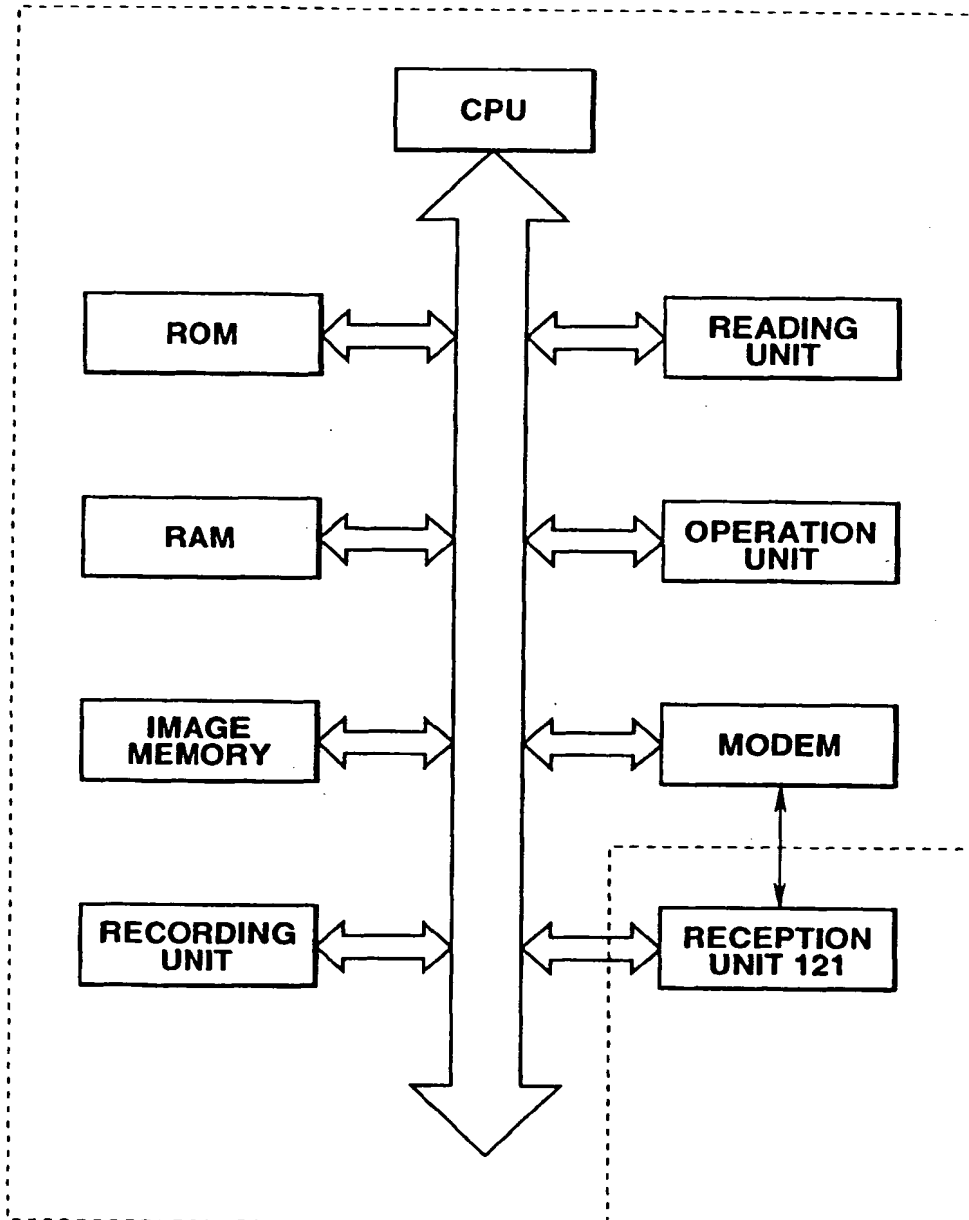 CPU
ROM
READING
UNIT
RAM
OPERATION
UNIT
IMAGE
MEMORY
MODEM
RECORDING
UNIT
RECEPTION
UNIT 121